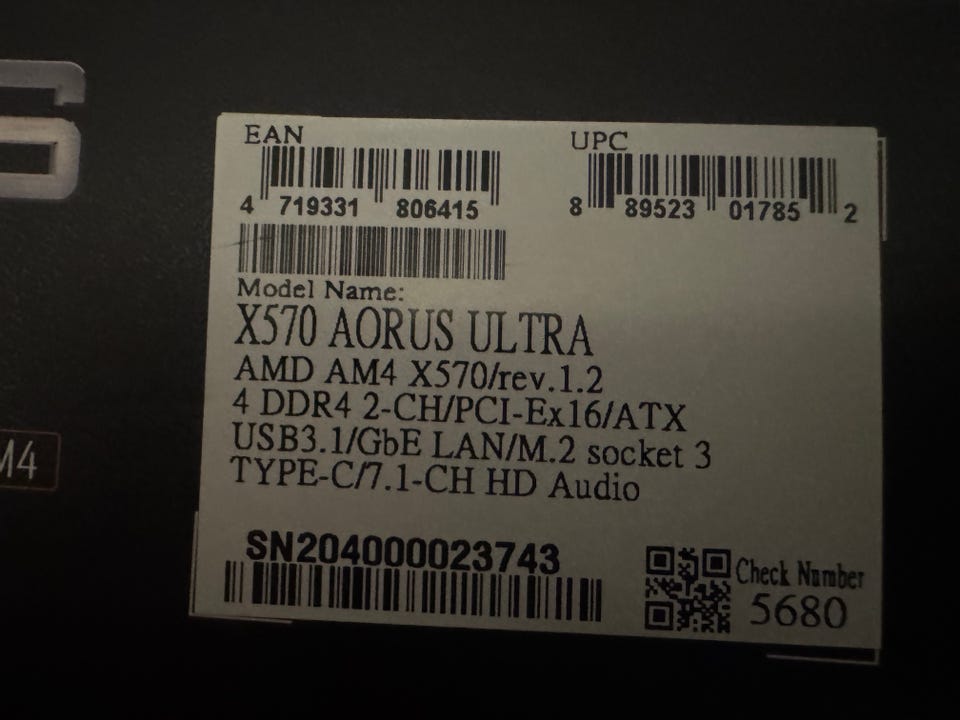 S
EAN
UPC
4 719331 806415
8 89523 01785 2
Model Name:
X570 AORUS ULTRA
AMD AM4 X570/rev.1.2
4 DDR4 2-CH/PCI-Ex16/ATX
USB3.1/GbE LAN/M.2 socket 3
TYPE-C/7.1-CH HD Audio
M4
SN204000023743
Check Number
5680